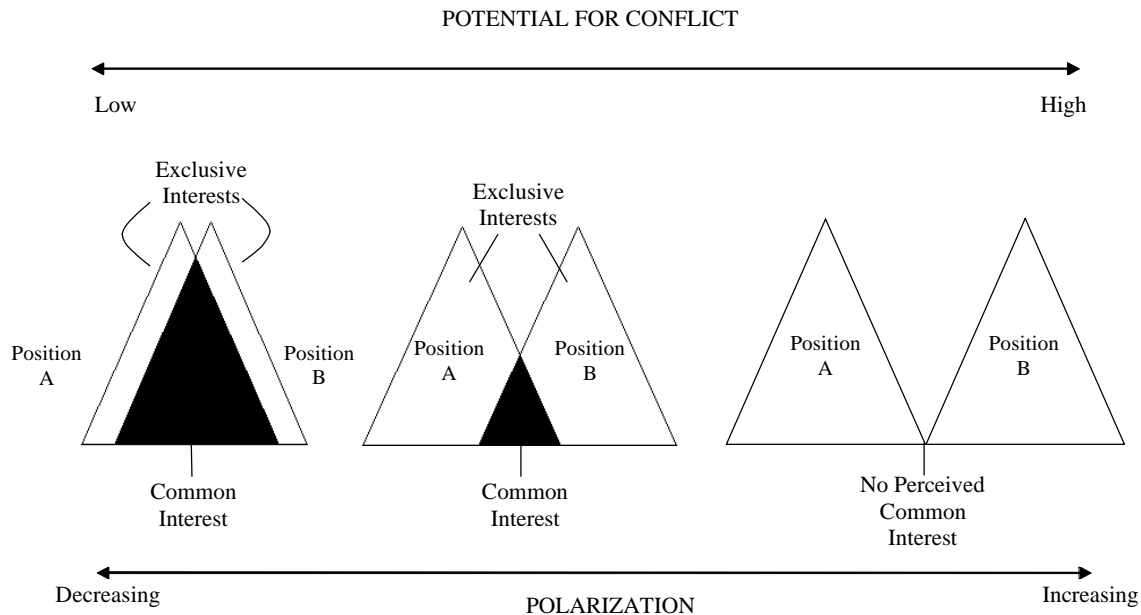 POTENTIAL FOR CONFLICT
Low
High
Exclusive
Interests
Position
A
Position
B
Common
Interest
Exclusive
Interests
Position
A
Position
B
Common
Interest
Position
A
Position
B
No Perceived
Common
Interest
Decreasing
Increasing
POLARIZATION